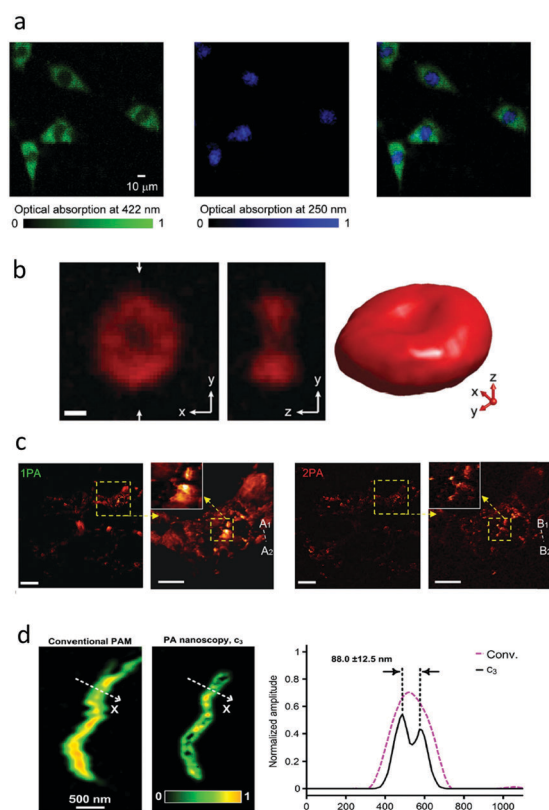 a
10 μm
Optical absorption at 422 nm
Optical absorption at 250 nm
0 1
0 1
b
y
x
y
z
z
x
y
c
1PA
2PA
A₁
A₂
B₁
B₂
d
Conventional PAM
PA nanoscopy, c₃
X
X
500 nm
0 1
88.0 ±12.5 nm
Conv.
c₃
Normalized amplitude
1
0.8
0.6
0.4
0.2
0
0 200 400 600 800 1000